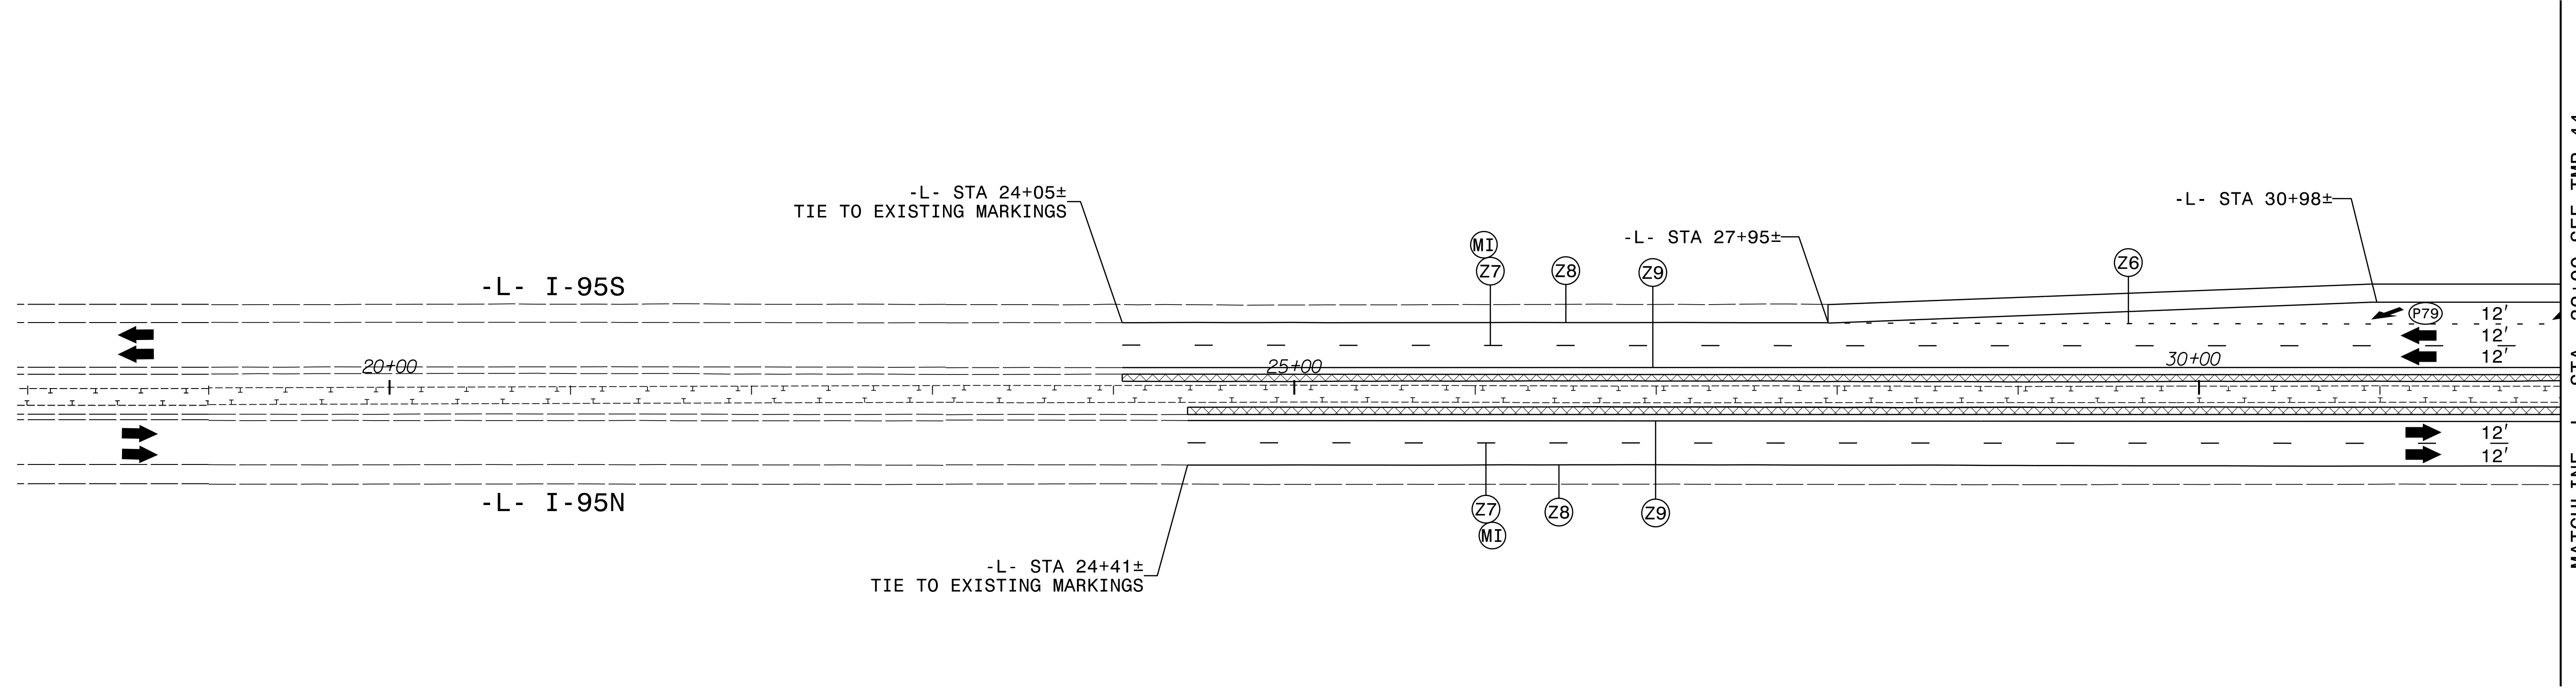 -L- STA 24+05±
TIE TO EXISTING MARKINGS
-L- STA 30+98±
-L- STA 27+95±
MI
Z7
Z8
Z9
Z6
-L- I-95S
P79
12'
12'
12'
20+00
25+00
30+00
12'
12'
-L- I-95N
Z7
MI
Z8
Z9
-L- STA 24+41±
TIE TO EXISTING MARKINGS
MATCHLINE STA